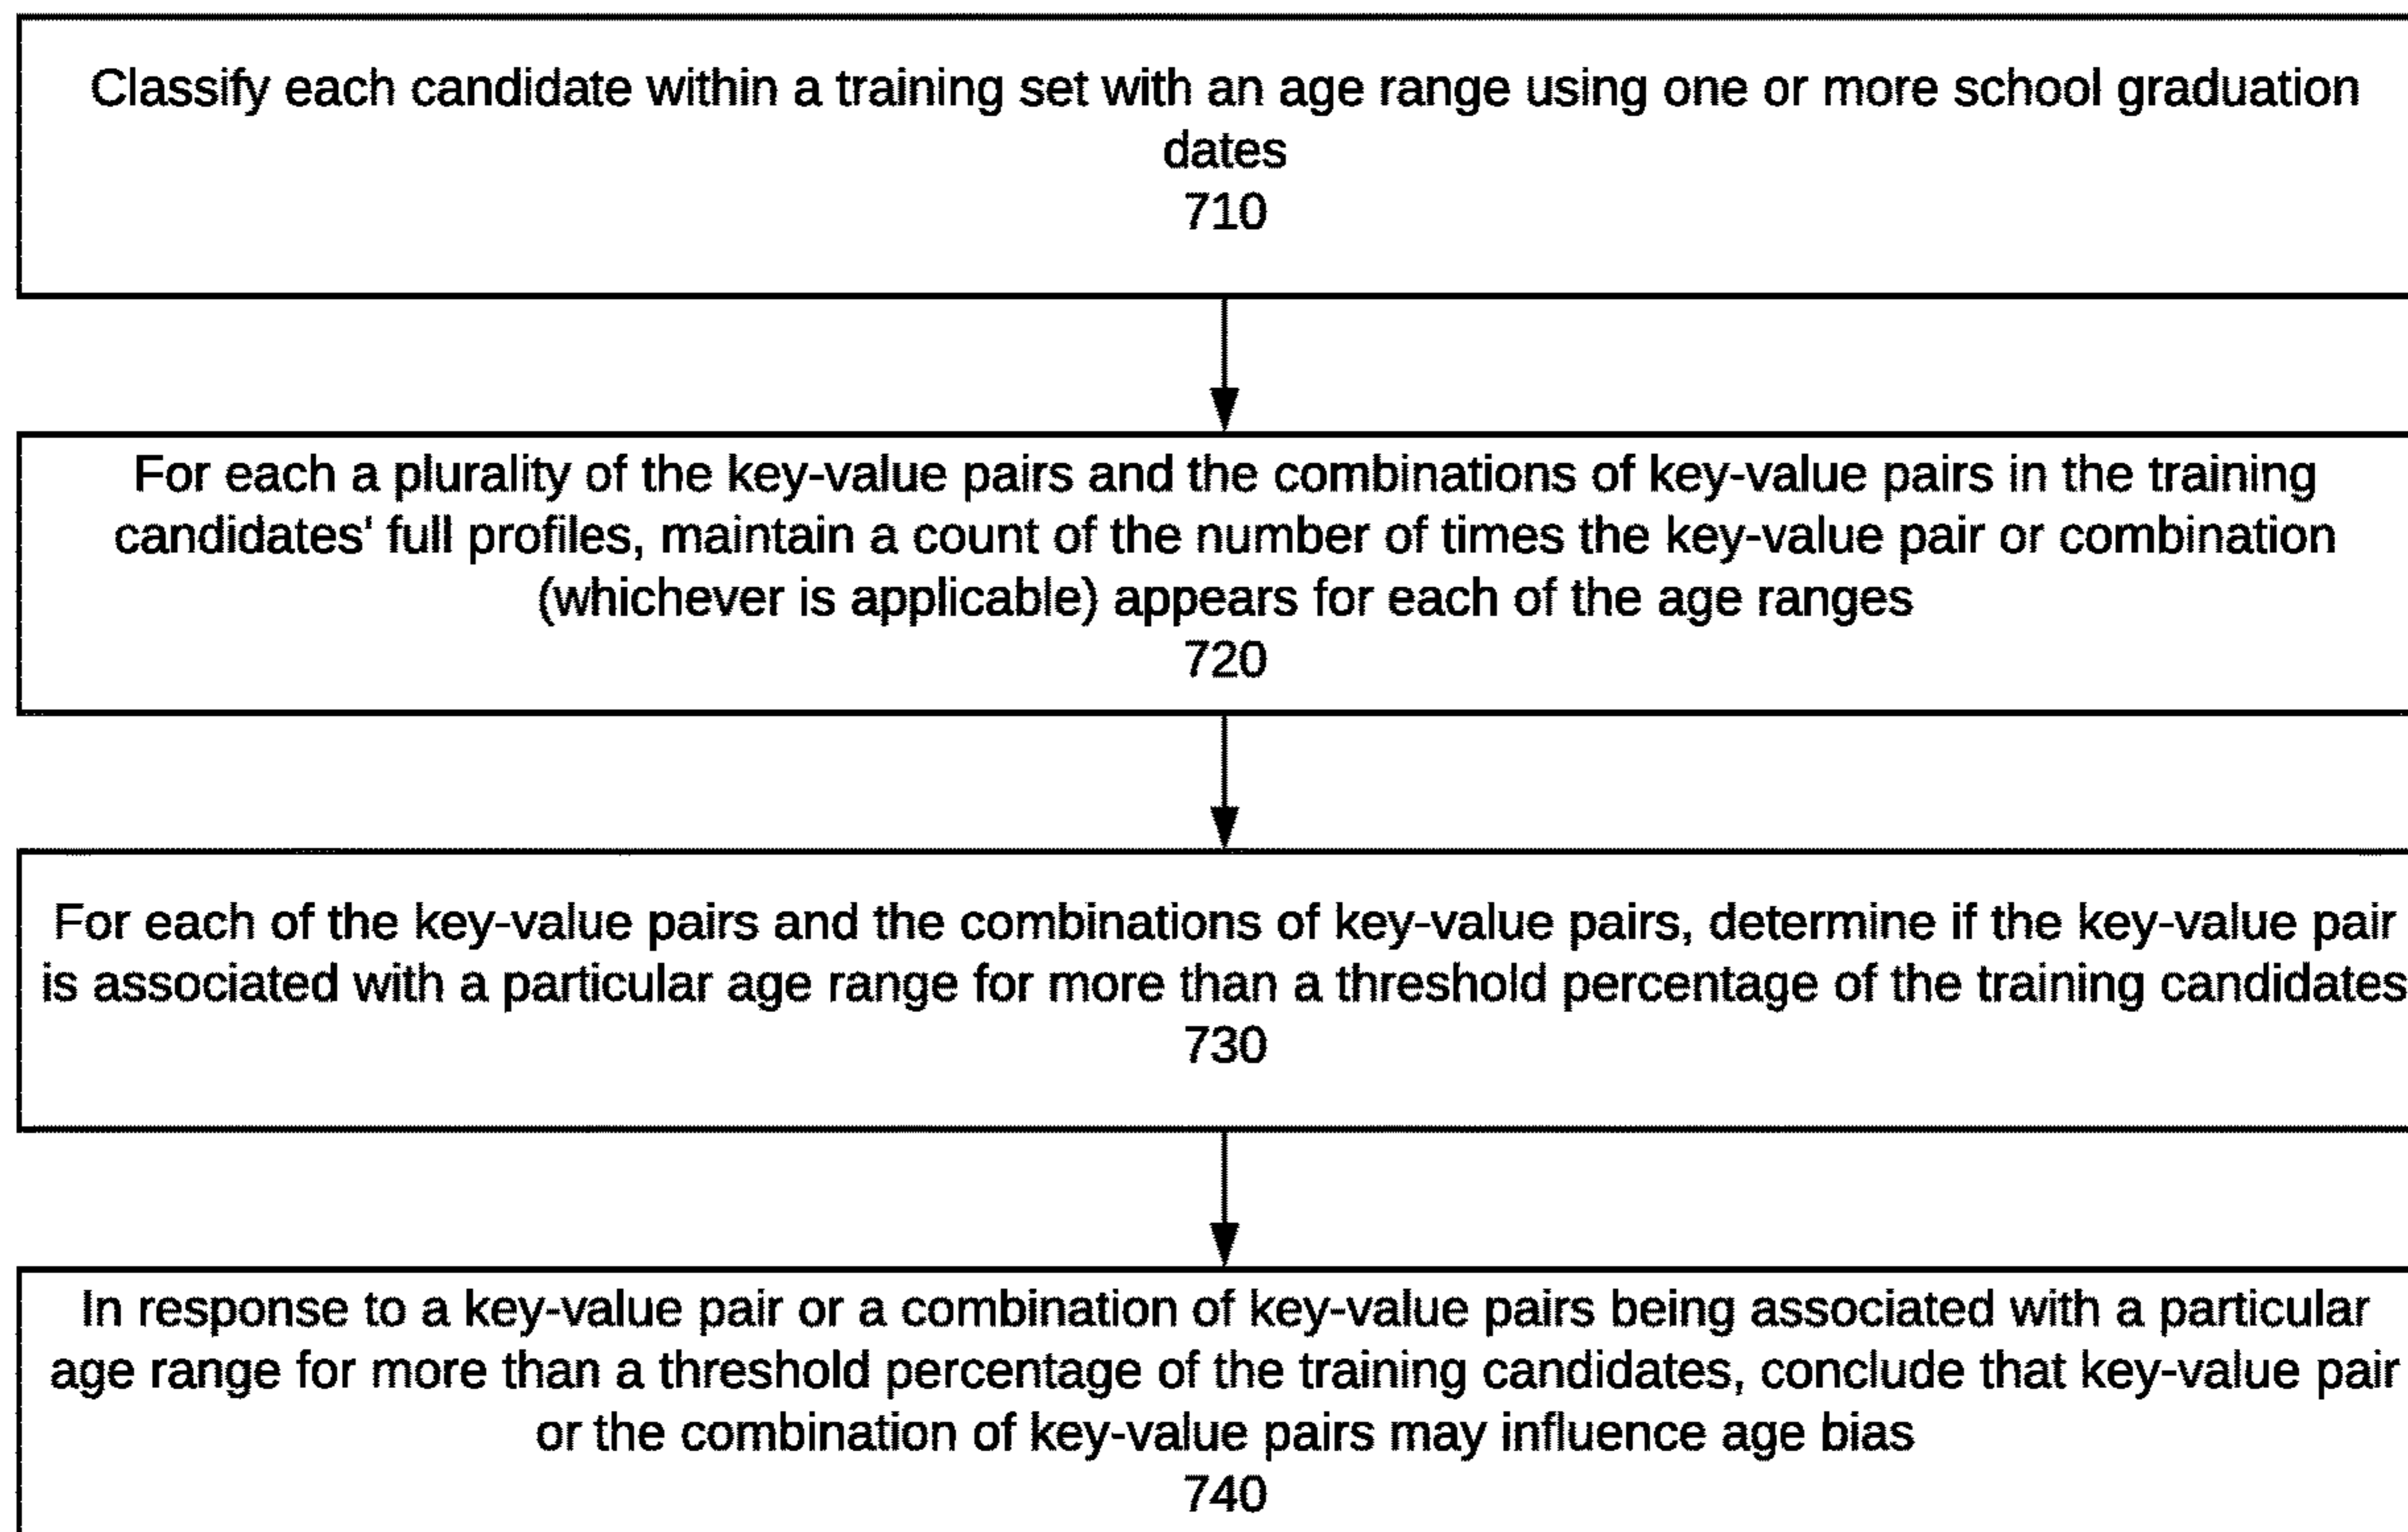 Classify each candidate within a training set with an age range using one or more school graduation
dates
710
For each a plurality of the key-value pairs and the combinations of key-value pairs in the training
candidates' full profiles, maintain a count of the number of times the key-value pair or combination
(whichever is applicable) appears for each of the age ranges
720
For each of the key-value pairs and the combinations of key-value pairs, determine if the key-value pair
is associated with a particular age range for more than a threshold percentage of the training candidates
730
In response to a key-value pair or a combination of key-value pairs being associated with a particular
age range for more than a threshold percentage of the training candidates, conclude that key-value pair
or the combination of key-value pairs may influence age bias
740